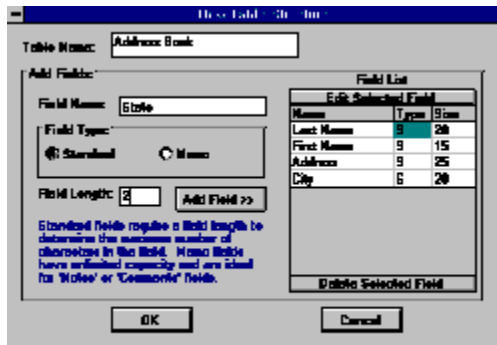 New Table Structure
Table Name: Address Book
Add Fields:
Field List
Edit Selected Field
Field Name: State
Name Type Size
Field Type:
Last Name S 20
Standard Memo
First Name S 15
Address S 25
City S 20
Field Length: 2 Add Field >>
Standard fields require a field length to
determine the maximum number of
characters in the field. Memo fields
have unlimited capacity and are ideal
for 'Notes' or 'Comments' fields.
Delete Selected Field
OK Cancel